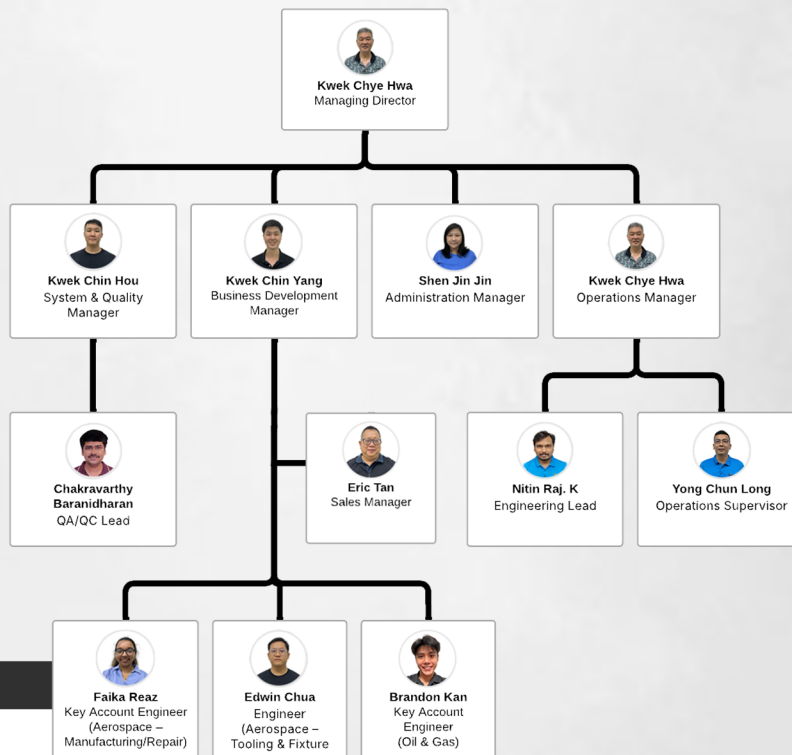 Kwek Chye Hwa
Managing Director
Kwek Chin Hou
System & Quality
Manager
Kwek Chin Yang
Business Development
Manager
Shen Jin Jin
Administration Manager
Kwek Chye Hwa
Operations Manager
Chakravarthy
Baranidharan
QA/QC Lead
Eric Tan
Sales Manager
Nitin Raj. K
Engineering Lead
Yong Chun Long
Operations Supervisor
Faika Reaz
Key Account Engineer
(Aerospace –
Manufacturing/Repair)
Edwin Chua
Engineer
(Aerospace –
Tooling & Fixture
Brandon Kan
Key Account
Engineer
(Oil & Gas)